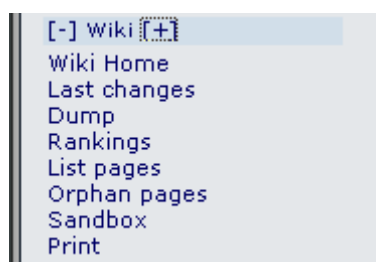 [-] Wiki [+]
Wiki Home
Last changes
Dump
Rankings
List pages
Orphan pages
Sandbox
Print